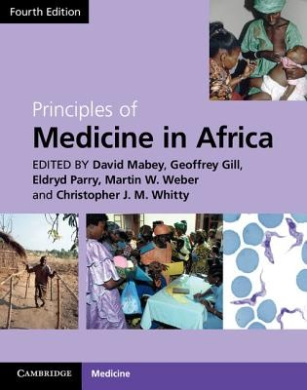 Fourth Edition
Principles of
Medicine in Africa
EDITED BY David Mabey, Geoffrey Gill,
Eldryd Parry, Martin W. Weber
and Christopher J. M. Whitty
CAMBRIDGE
Medicine